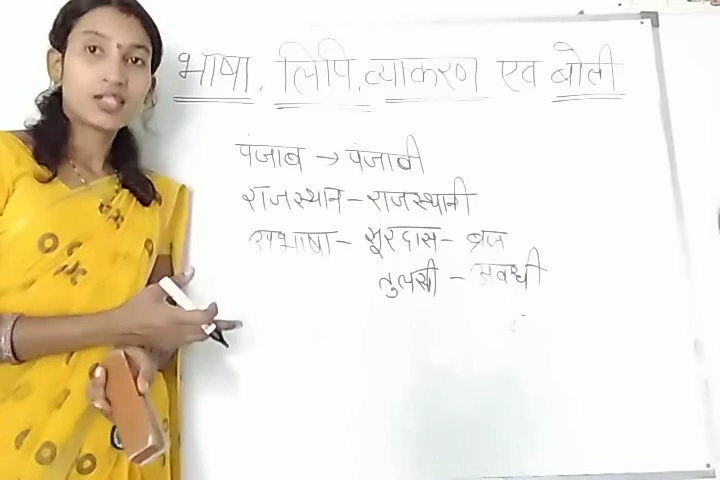 भाषा, लिपि, व्याकरण एव बोली
पंजाब → पंजाबी
राजस्थान – राजस्थानी
उपभाषा – सूरदास – ब्रज
तुलसी – अवधी